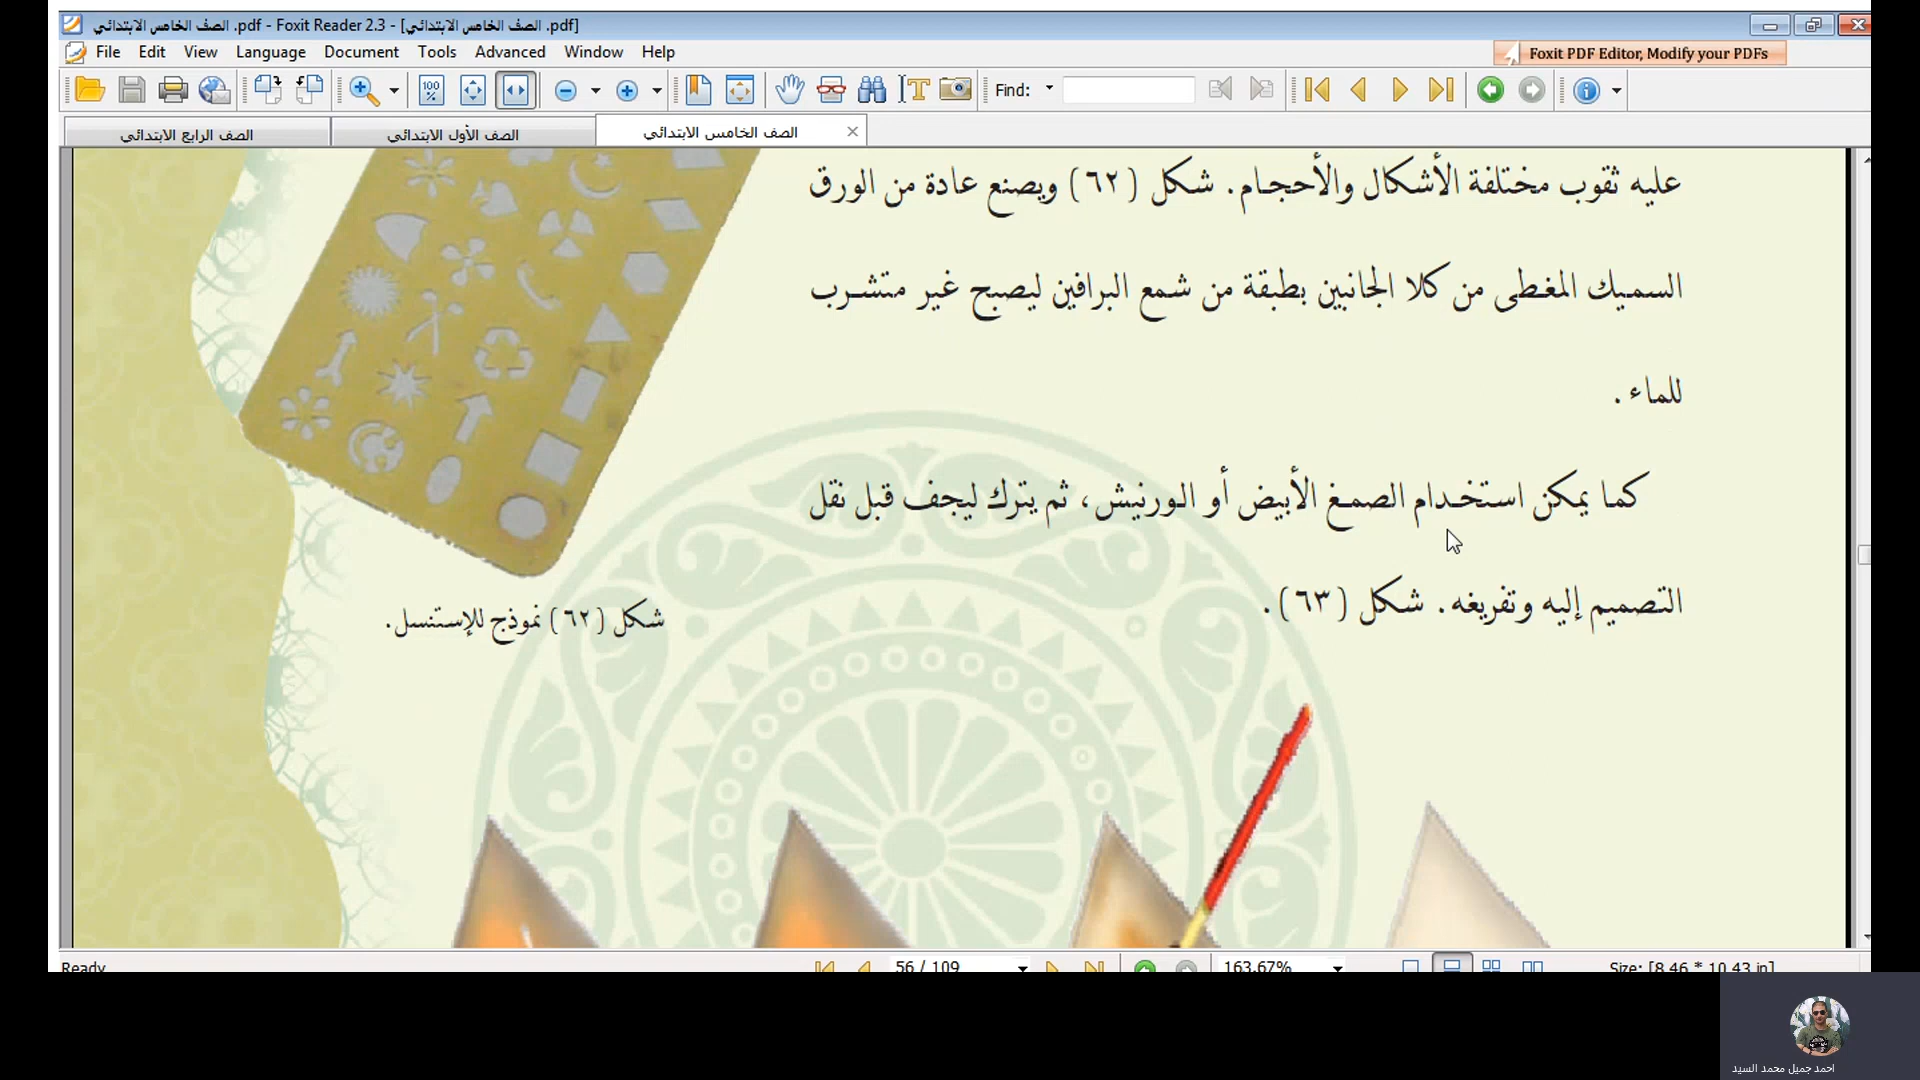 الصف الخامس الابتدائي .pdf - Foxit Reader 2.3 - [الصف الخامس الابتدائي .pdf]
File Edit View Language Document Tools Advanced Window Help
Foxit PDF Editor, Modify your PDFs
Find:
الصف الرابع الابتدائي
الصف الأول الابتدائي
الصف الخامس الابتدائي
عليه ثقوب مختلفة الأشكال والأحجام. شكل (٦٢) ويصنع عادة من الورق
السميك المغطى من كلا الجانبين بطبقة من شمع البرافين ليصبح غير متشرب
للماء.
كما يمكن استخدام الصمغ الأبيض أو الورنيش، ثم يترك ليجف قبل نقل
التصميم إليه وتفريغه. شكل (٦٣).
شكل (٦٢) نموذج للإستنسل.
Ready
56 / 109
163.67%
Size: [8.46 * 10.43 in]
احمد جميل محمد السيد